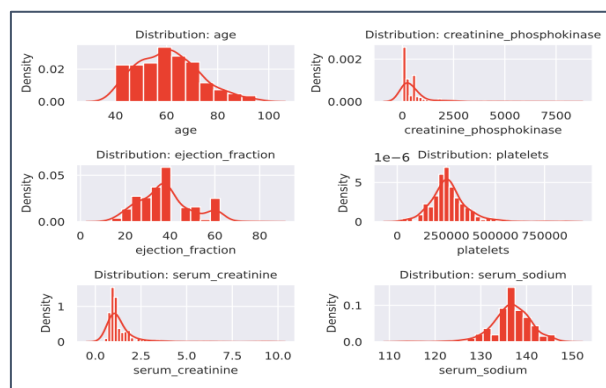 Distribution: age
Density
0.02
0.00
40 60 80 100
age
Distribution: creatinine_phosphokinase
Density
0.002
0.000
0 2500 5000 7500
creatinine_phosphokinase
Distribution: ejection_fraction
Density
0.05
0.00
0 20 40 60 80
ejection_fraction
1e−6 Distribution: platelets
Density
5
0
0 250000 500000 750000
platelets
Distribution: serum_creatinine
Density
1
0
0.0 2.5 5.0 7.5 10.0
serum_creatinine
Distribution: serum_sodium
Density
0.1
0.0
110 120 130 140 150
serum_sodium